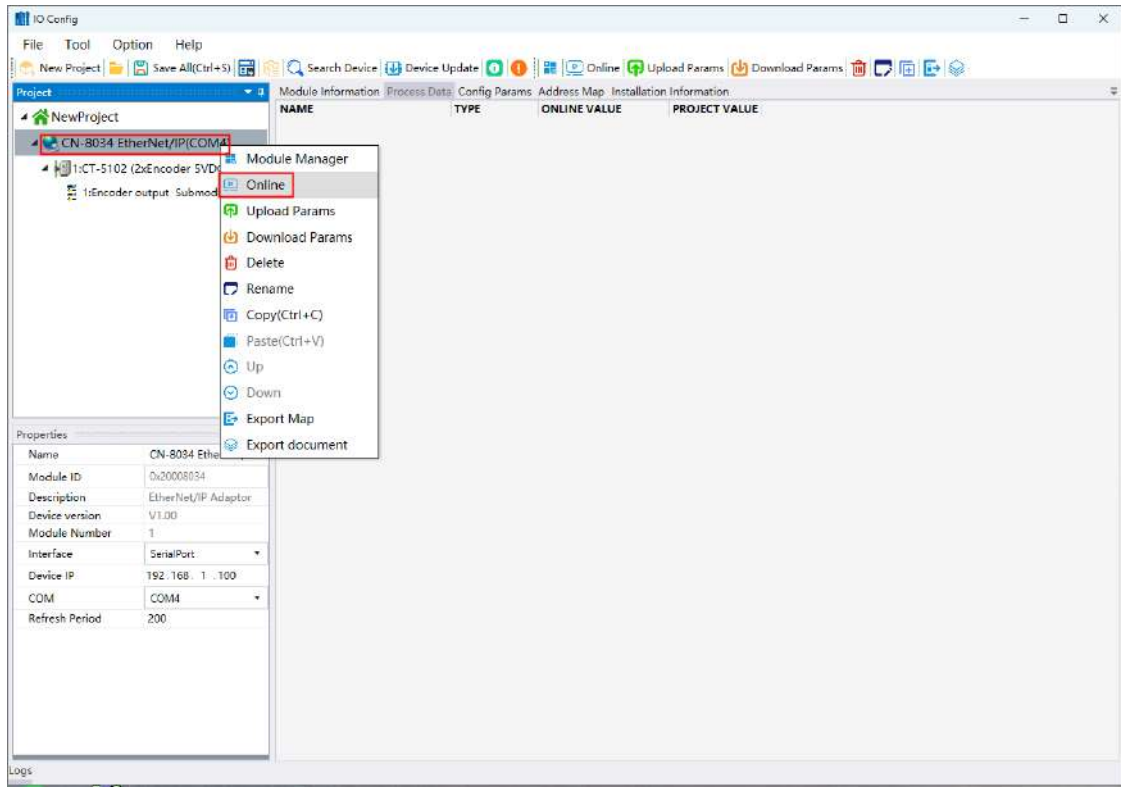 IO Config
File Tool Option Help
New Project Save All(Ctrl+S) Search Device Device Update Online Upload Params Download Params
Project
Module Information Process Data Config Params Address Map Installation Information
NAME TYPE ONLINE VALUE PROJECT VALUE
NewProject
CN-8034 EtherNet/IP(COM4)
1:CT-5102 (2xEncoder 5VD
1:Encoder output Submod
Module Manager
Online
Upload Params
Download Params
Delete
Rename
Copy(Ctrl+C)
Paste(Ctrl+V)
Up
Down
Export Map
Export document
Properties
Name CN-8034 Ethe
Module ID 0x20008034
Description EtherNet/IP Adaptor
Device version V1.00
Module Number 1
Interface SerialPort
Device IP 192.168. 1 .100
COM COM4
Refresh Period 200
Logs